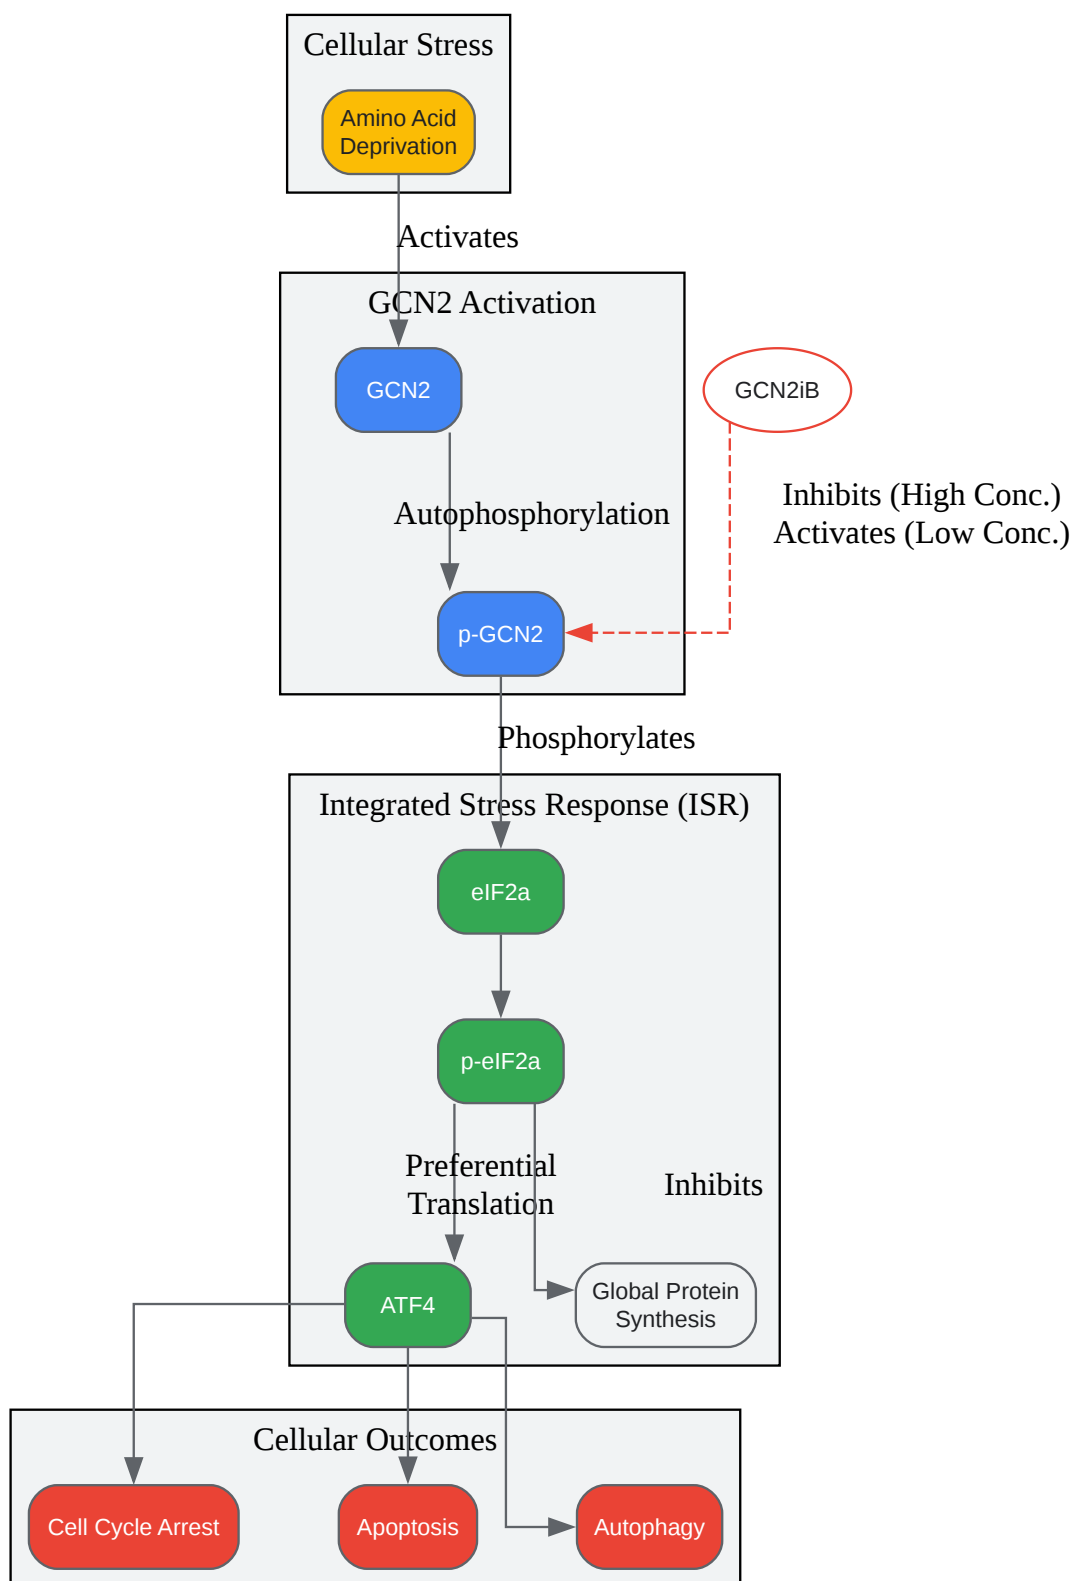 Cellular Stress
Amino Acid
Deprivation
Activates
GCN2 Activation
GCN2
GCN2iB
Inhibits (High Conc.)
Activates (Low Conc.)
Autophosphorylation
p-GCN2
Phosphorylates
Integrated Stress Response (ISR)
eIF2a
p-eIF2a
Preferential
Translation
Inhibits
Global Protein
Synthesis
ATF4
Cellular Outcomes
Cell Cycle Arrest
Apoptosis
Autophagy